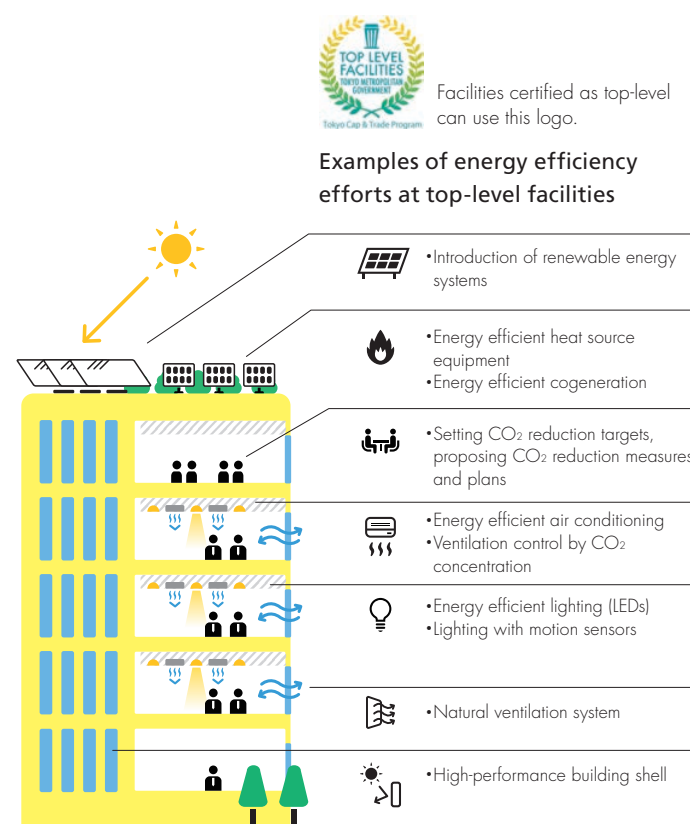 TOP LEVEL
FACILITIES
TOKYO METROPOLITAN
GOVERNMENT
Tokyo Cap & Trade Program
Facilities certified as top-level
can use this logo.
Examples of energy efficiency
efforts at top-level facilities
•Introduction of renewable energy
systems
•Energy efficient heat source
equipment
•Energy efficient cogeneration
•Setting CO2 reduction targets,
proposing CO2 reduction measures
and plans
•Energy efficient air conditioning
•Ventilation control by CO2
concentration
•Energy efficient lighting (LEDs)
•Lighting with motion sensors
•Natural ventilation system
•High-performance building shell